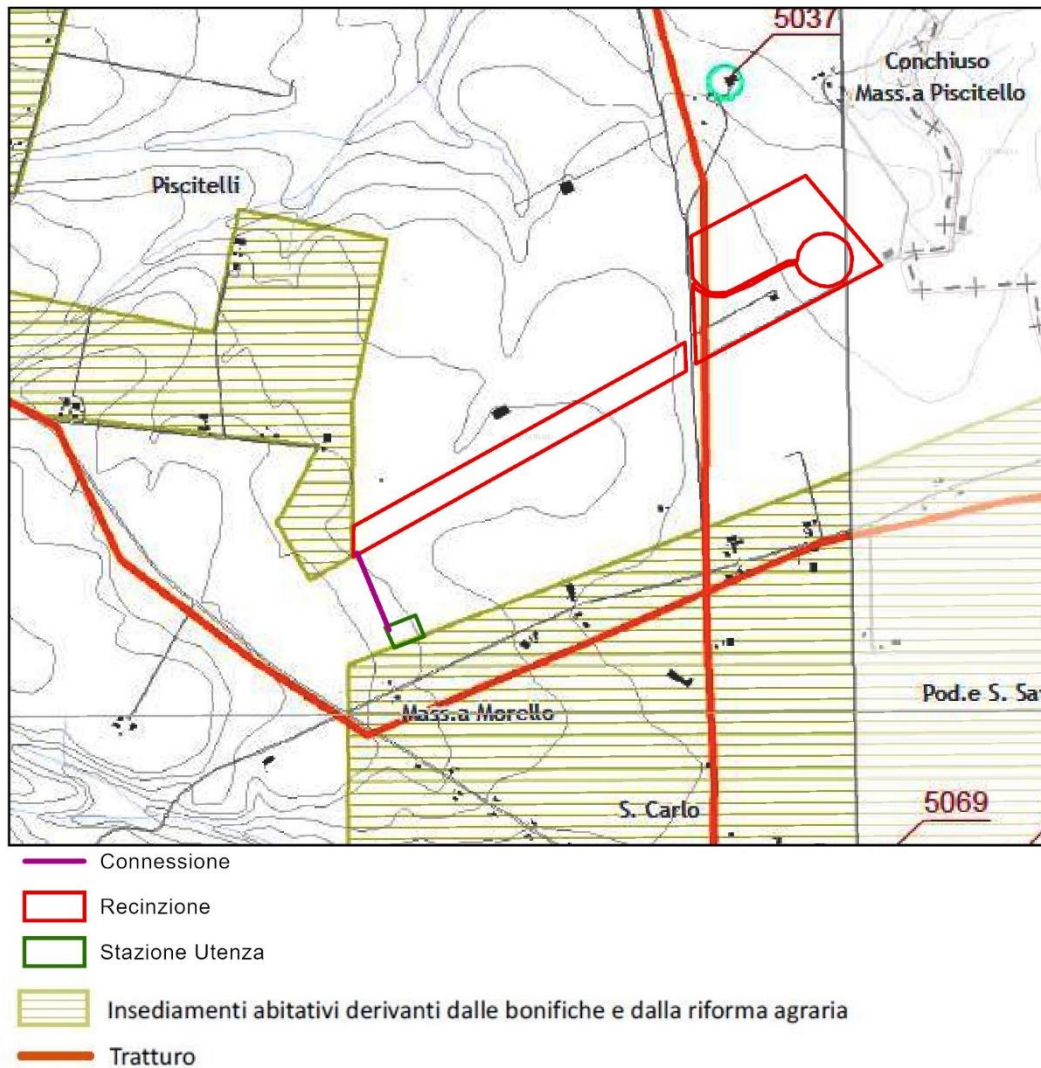 5037
Conchiuso
Mass.a Piscitello
Piscitelli
Pod.e S. Sa
Mass.a Morello
S. Carlo
5069
Connessione
Recinzione
Stazione Utenza
Insediamenti abitativi derivanti dalle bonifiche e dalla riforma agraria
Tratturo